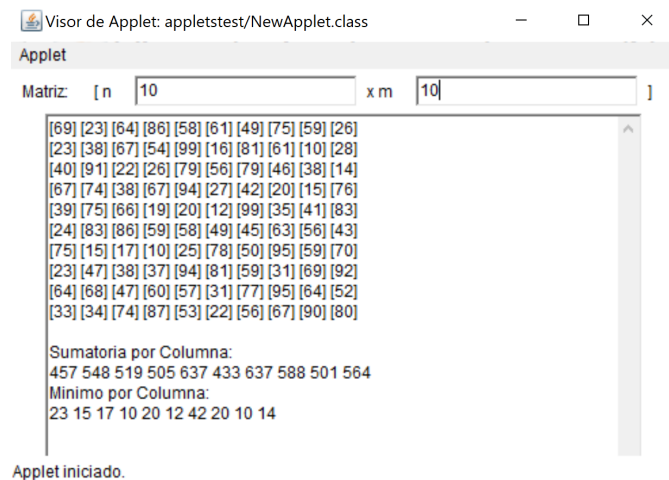 Visor de Applet: appletstest/NewApplet.class
Applet
Matriz: [ n 10 x m 10 ]
[69] [23] [64] [86] [58] [61] [49] [75] [59] [26]
[23] [38] [67] [54] [99] [16] [81] [61] [10] [28]
[40] [91] [22] [26] [79] [56] [79] [46] [38] [14]
[67] [74] [38] [67] [94] [27] [42] [20] [15] [76]
[39] [75] [66] [19] [20] [12] [99] [35] [41] [83]
[24] [83] [86] [59] [58] [49] [45] [63] [56] [43]
[75] [15] [17] [10] [25] [78] [50] [95] [59] [70]
[23] [47] [38] [37] [94] [81] [59] [31] [69] [92]
[64] [68] [47] [60] [57] [31] [77] [95] [64] [52]
[33] [34] [74] [87] [53] [22] [56] [67] [90] [80]
Sumatoria por Columna:
457 548 519 505 637 433 637 588 501 564
Minimo por Columna:
23 15 17 10 20 12 42 20 10 14
Applet iniciado.